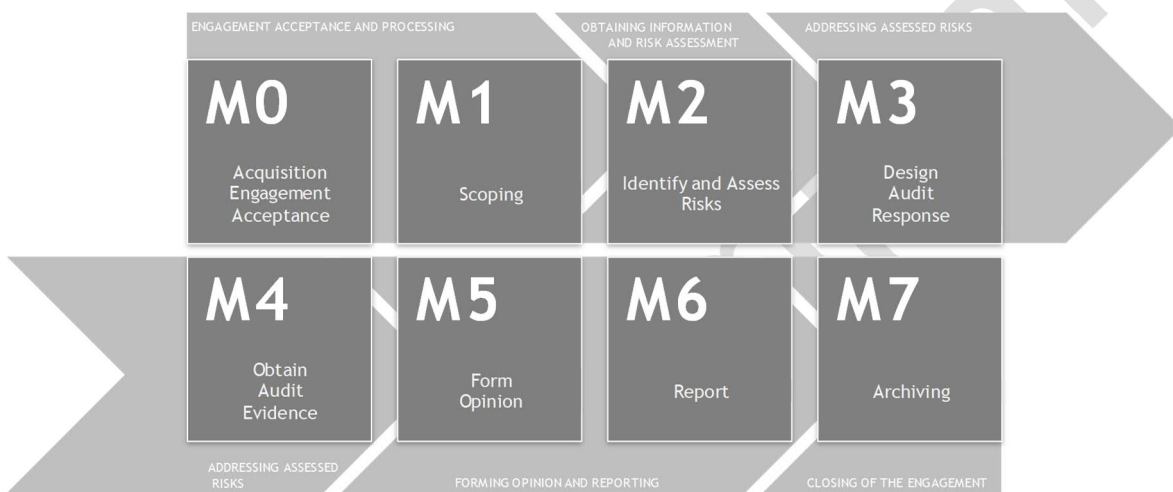 ENGAGEMENT ACCEPTANCE AND PROCESSING
OBTAINING INFORMATION
AND RISK ASSESSMENT
ADDRESSING ASSESSED RISKS
M0
Acquisition
Engagement
Acceptance
M1
Scoping
M2
Identify and Assess
Risks
M3
Design
Audit
Response
M4
Obtain
Audit
Evidence
M5
Form
Opinion
M6
Report
M7
Archiving
ADDRESSING ASSESSED
RISKS
FORMING OPINION AND REPORTING
CLOSING OF THE ENGAGEMENT